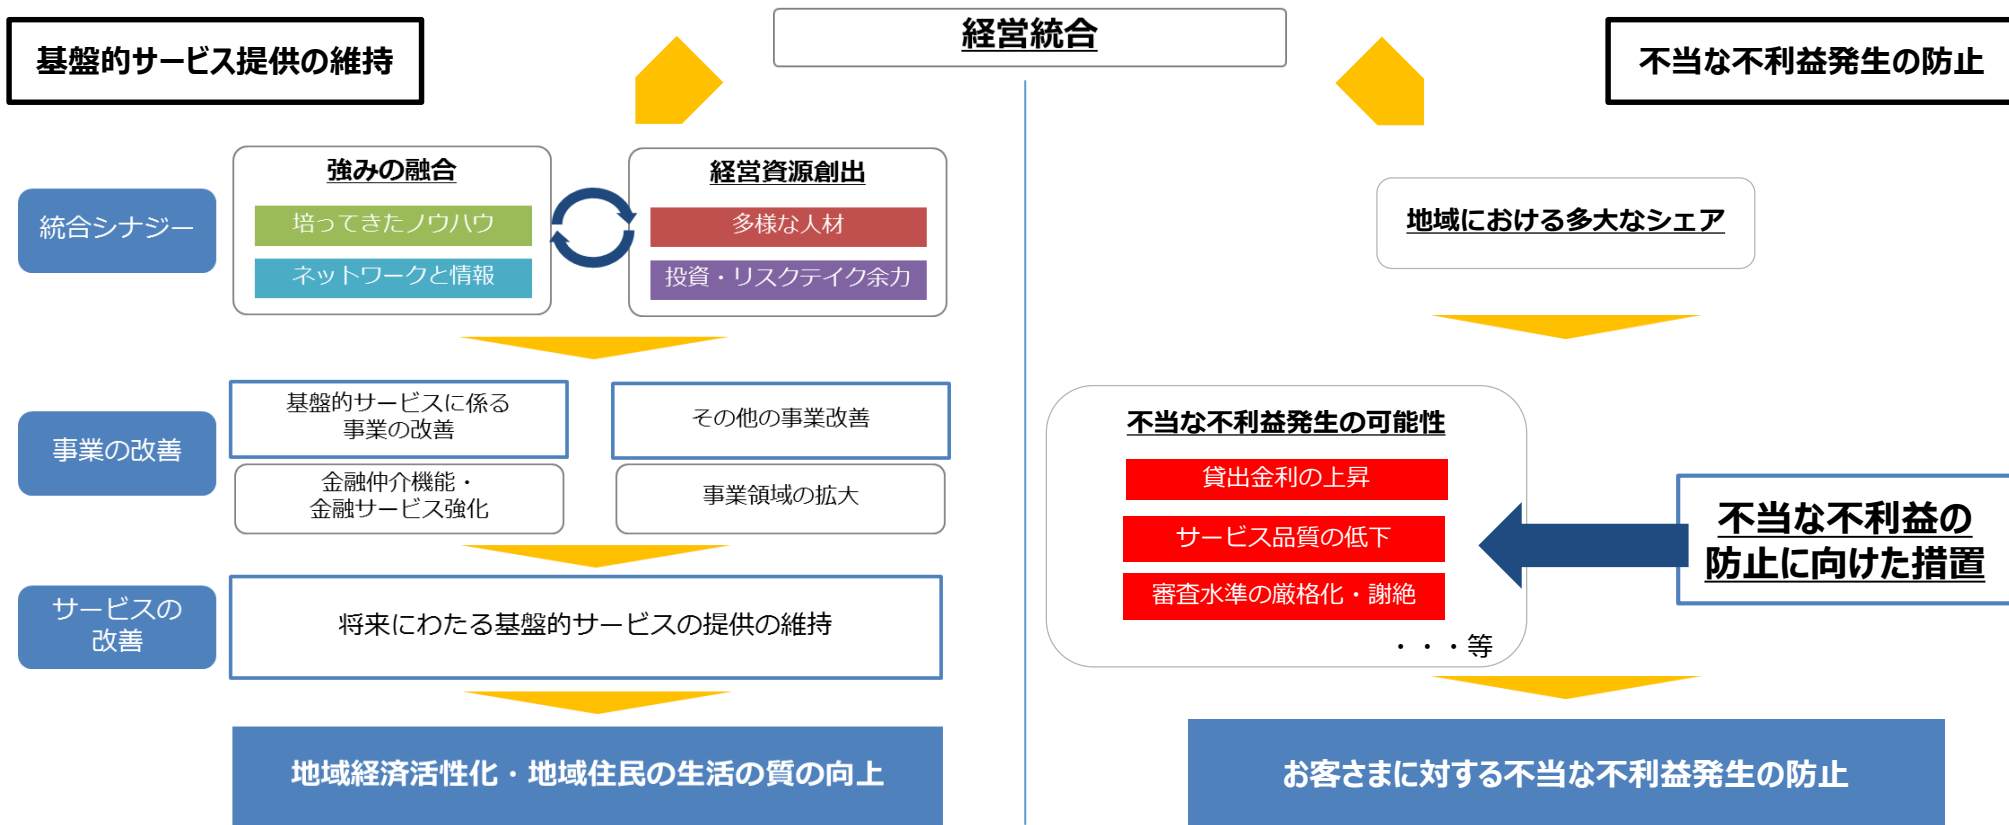 経営統合
基盤的サービス提供の維持
不当な不利益発生の防止
統合シナジー
強みの融合
培ってきたノウハウ
ネットワークと情報
経営資源創出
多様な人材
投資・リスクテイク余力
事業の改善
基盤的サービスに係る
事業の改善
金融仲介機能・
金融サービス強化
その他の事業改善
事業領域の拡大
サービスの
改善
将来にわたる基盤的サービスの提供の維持
地域経済活性化・地域住民の生活の質の向上
地域における多大なシェア
不当な不利益発生の可能性
貸出金利の上昇
サービス品質の低下
審査水準の厳格化・謝絶
・・・等
不当な不利益の
防止に向けた措置
お客さまに対する不当な不利益発生の防止